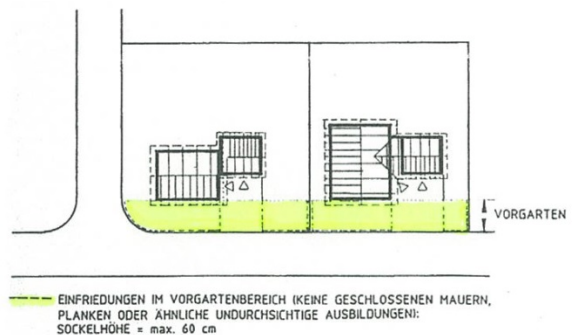 VORGARTEN
EINFRIEDUNGEN IM VORGARTENBEREICH (KEINE GESCHLOSSENEN MAUERN,
PLANKEN ODER ÄHNLICHE UNDURCHSICHTIGE AUSBILDUNGEN):
SOCKELHÖHE = max. 60 cm